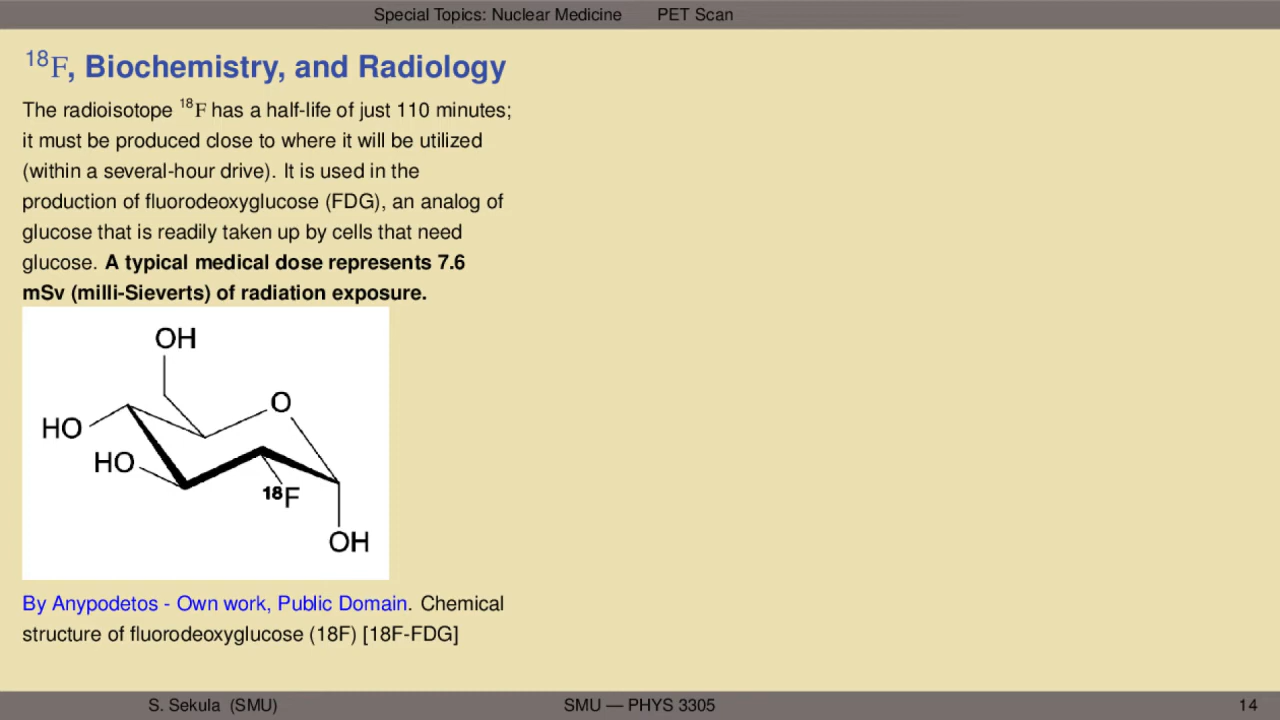 Special Topics: Nuclear Medicine PET Scan
18F, Biochemistry, and Radiology
The radioisotope 18F has a half-life of just 110 minutes;
it must be produced close to where it will be utilized
(within a several-hour drive). It is used in the
production of fluorodeoxyglucose (FDG), an analog of
glucose that is readily taken up by cells that need
glucose. A typical medical dose represents 7.6
mSv (milli-Sieverts) of radiation exposure.
OH
O
HO
HO
18F
OH
By Anypodetos - Own work, Public Domain. Chemical
structure of fluorodeoxyglucose (18F) [18F-FDG]
S. Sekula (SMU) SMU — PHYS 3305 14